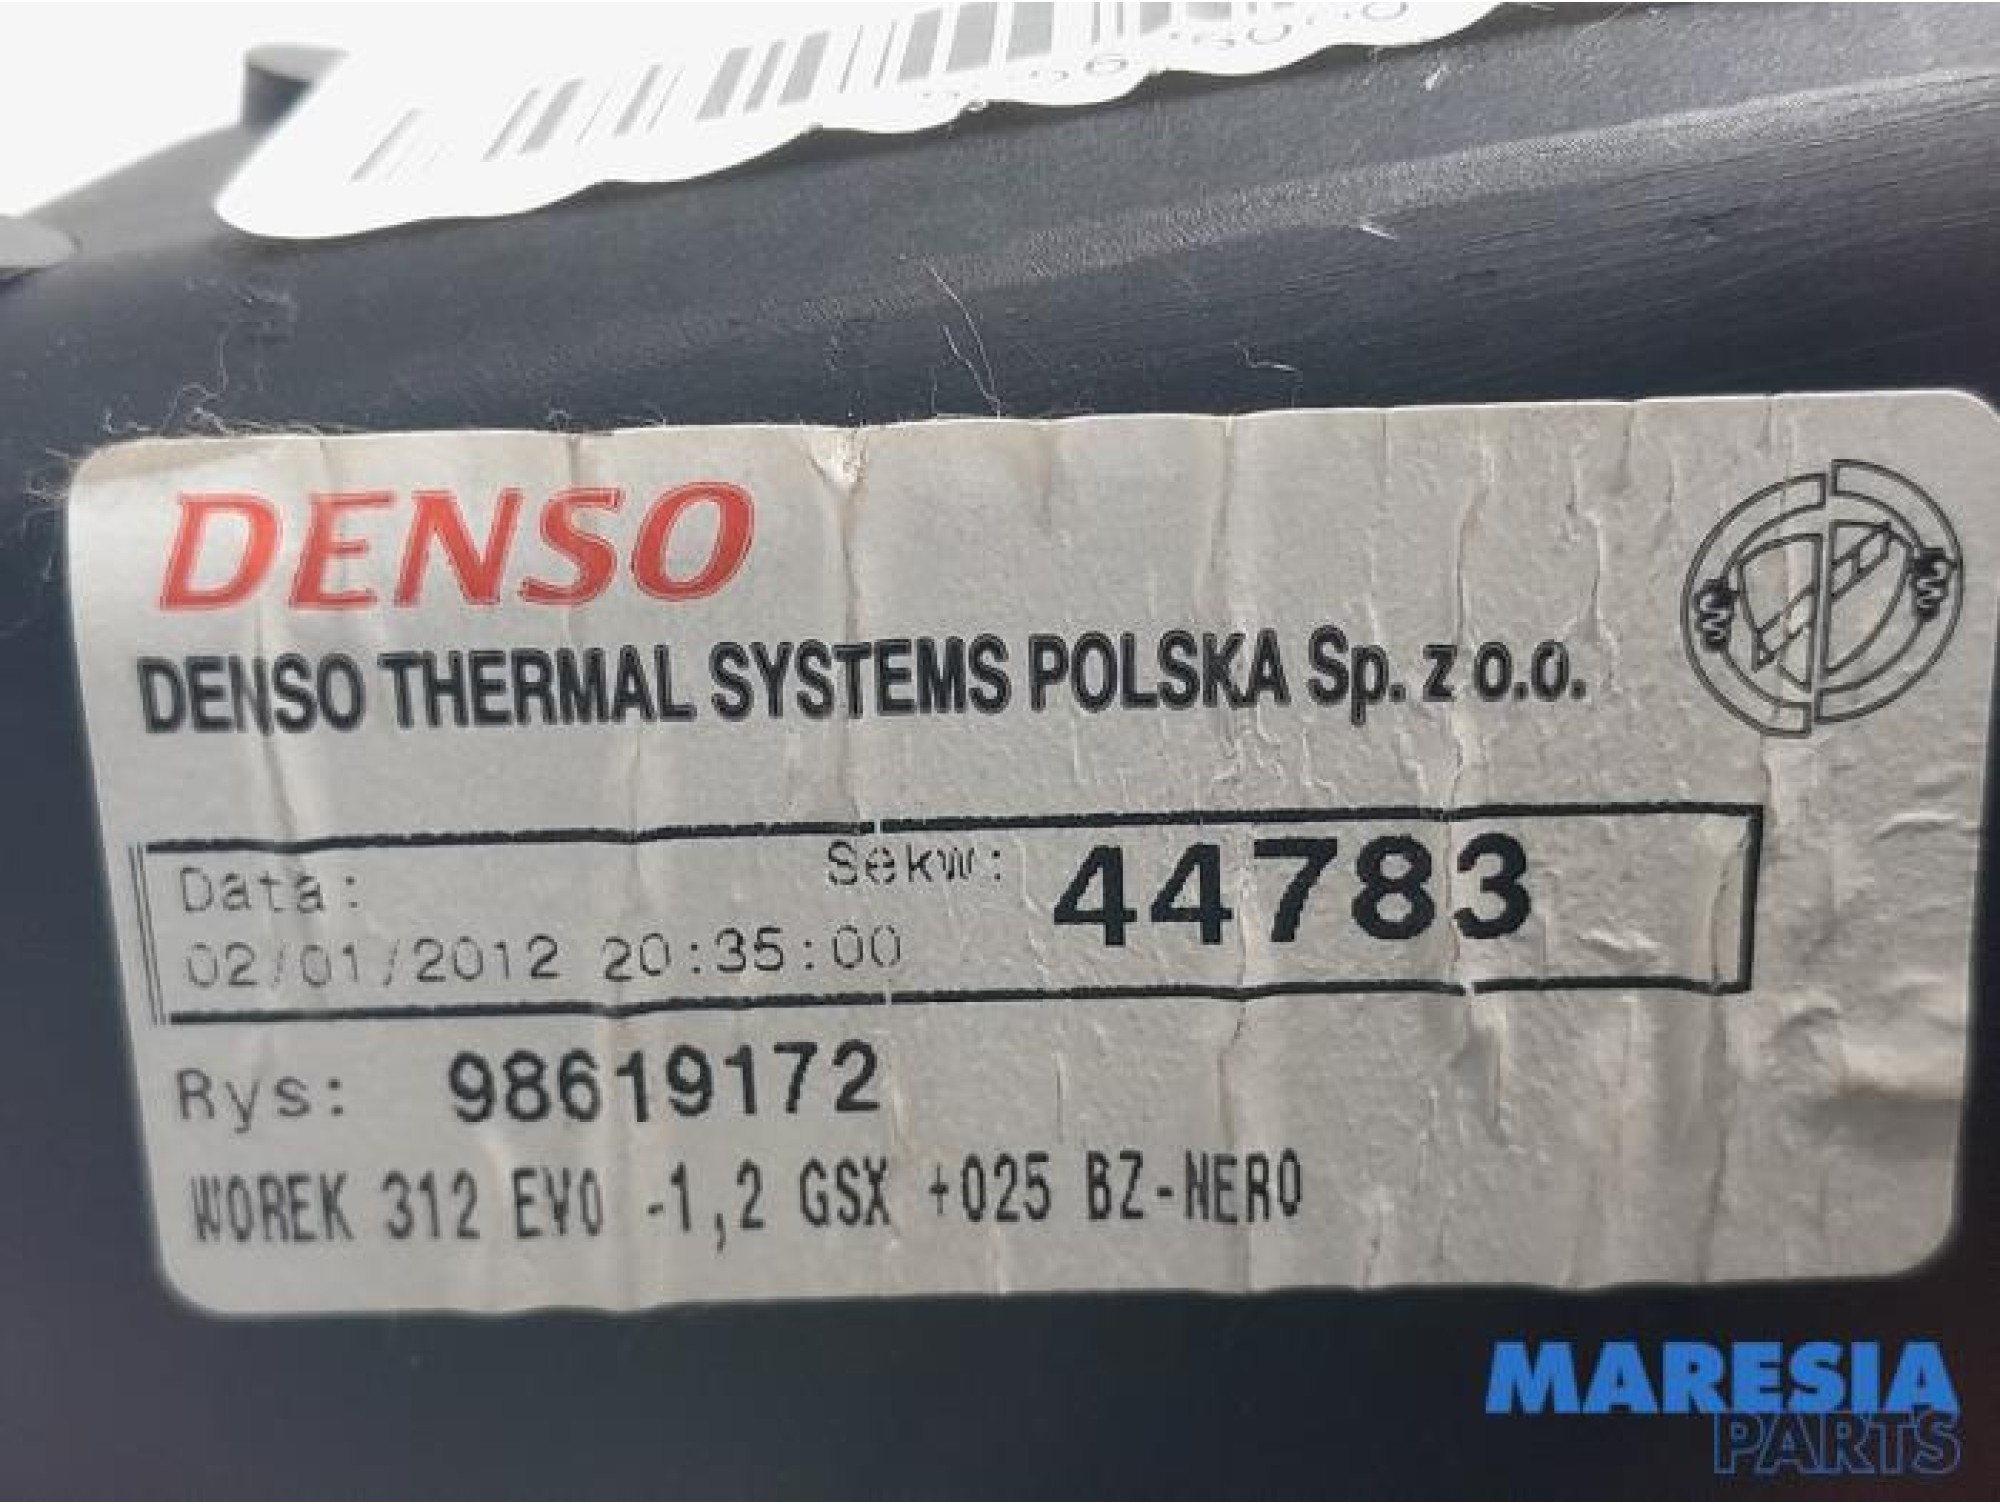 DENSO
DENSO THERMAL SYSTEMS POLSKA Sp. z o.o.
Data: Sekw: 44783
02/01/2012 20:35:00
Rys: 98619172
WOREK 312 EVO -1,2 GSX +025 BZ-NERO
MARESIA
PARTS